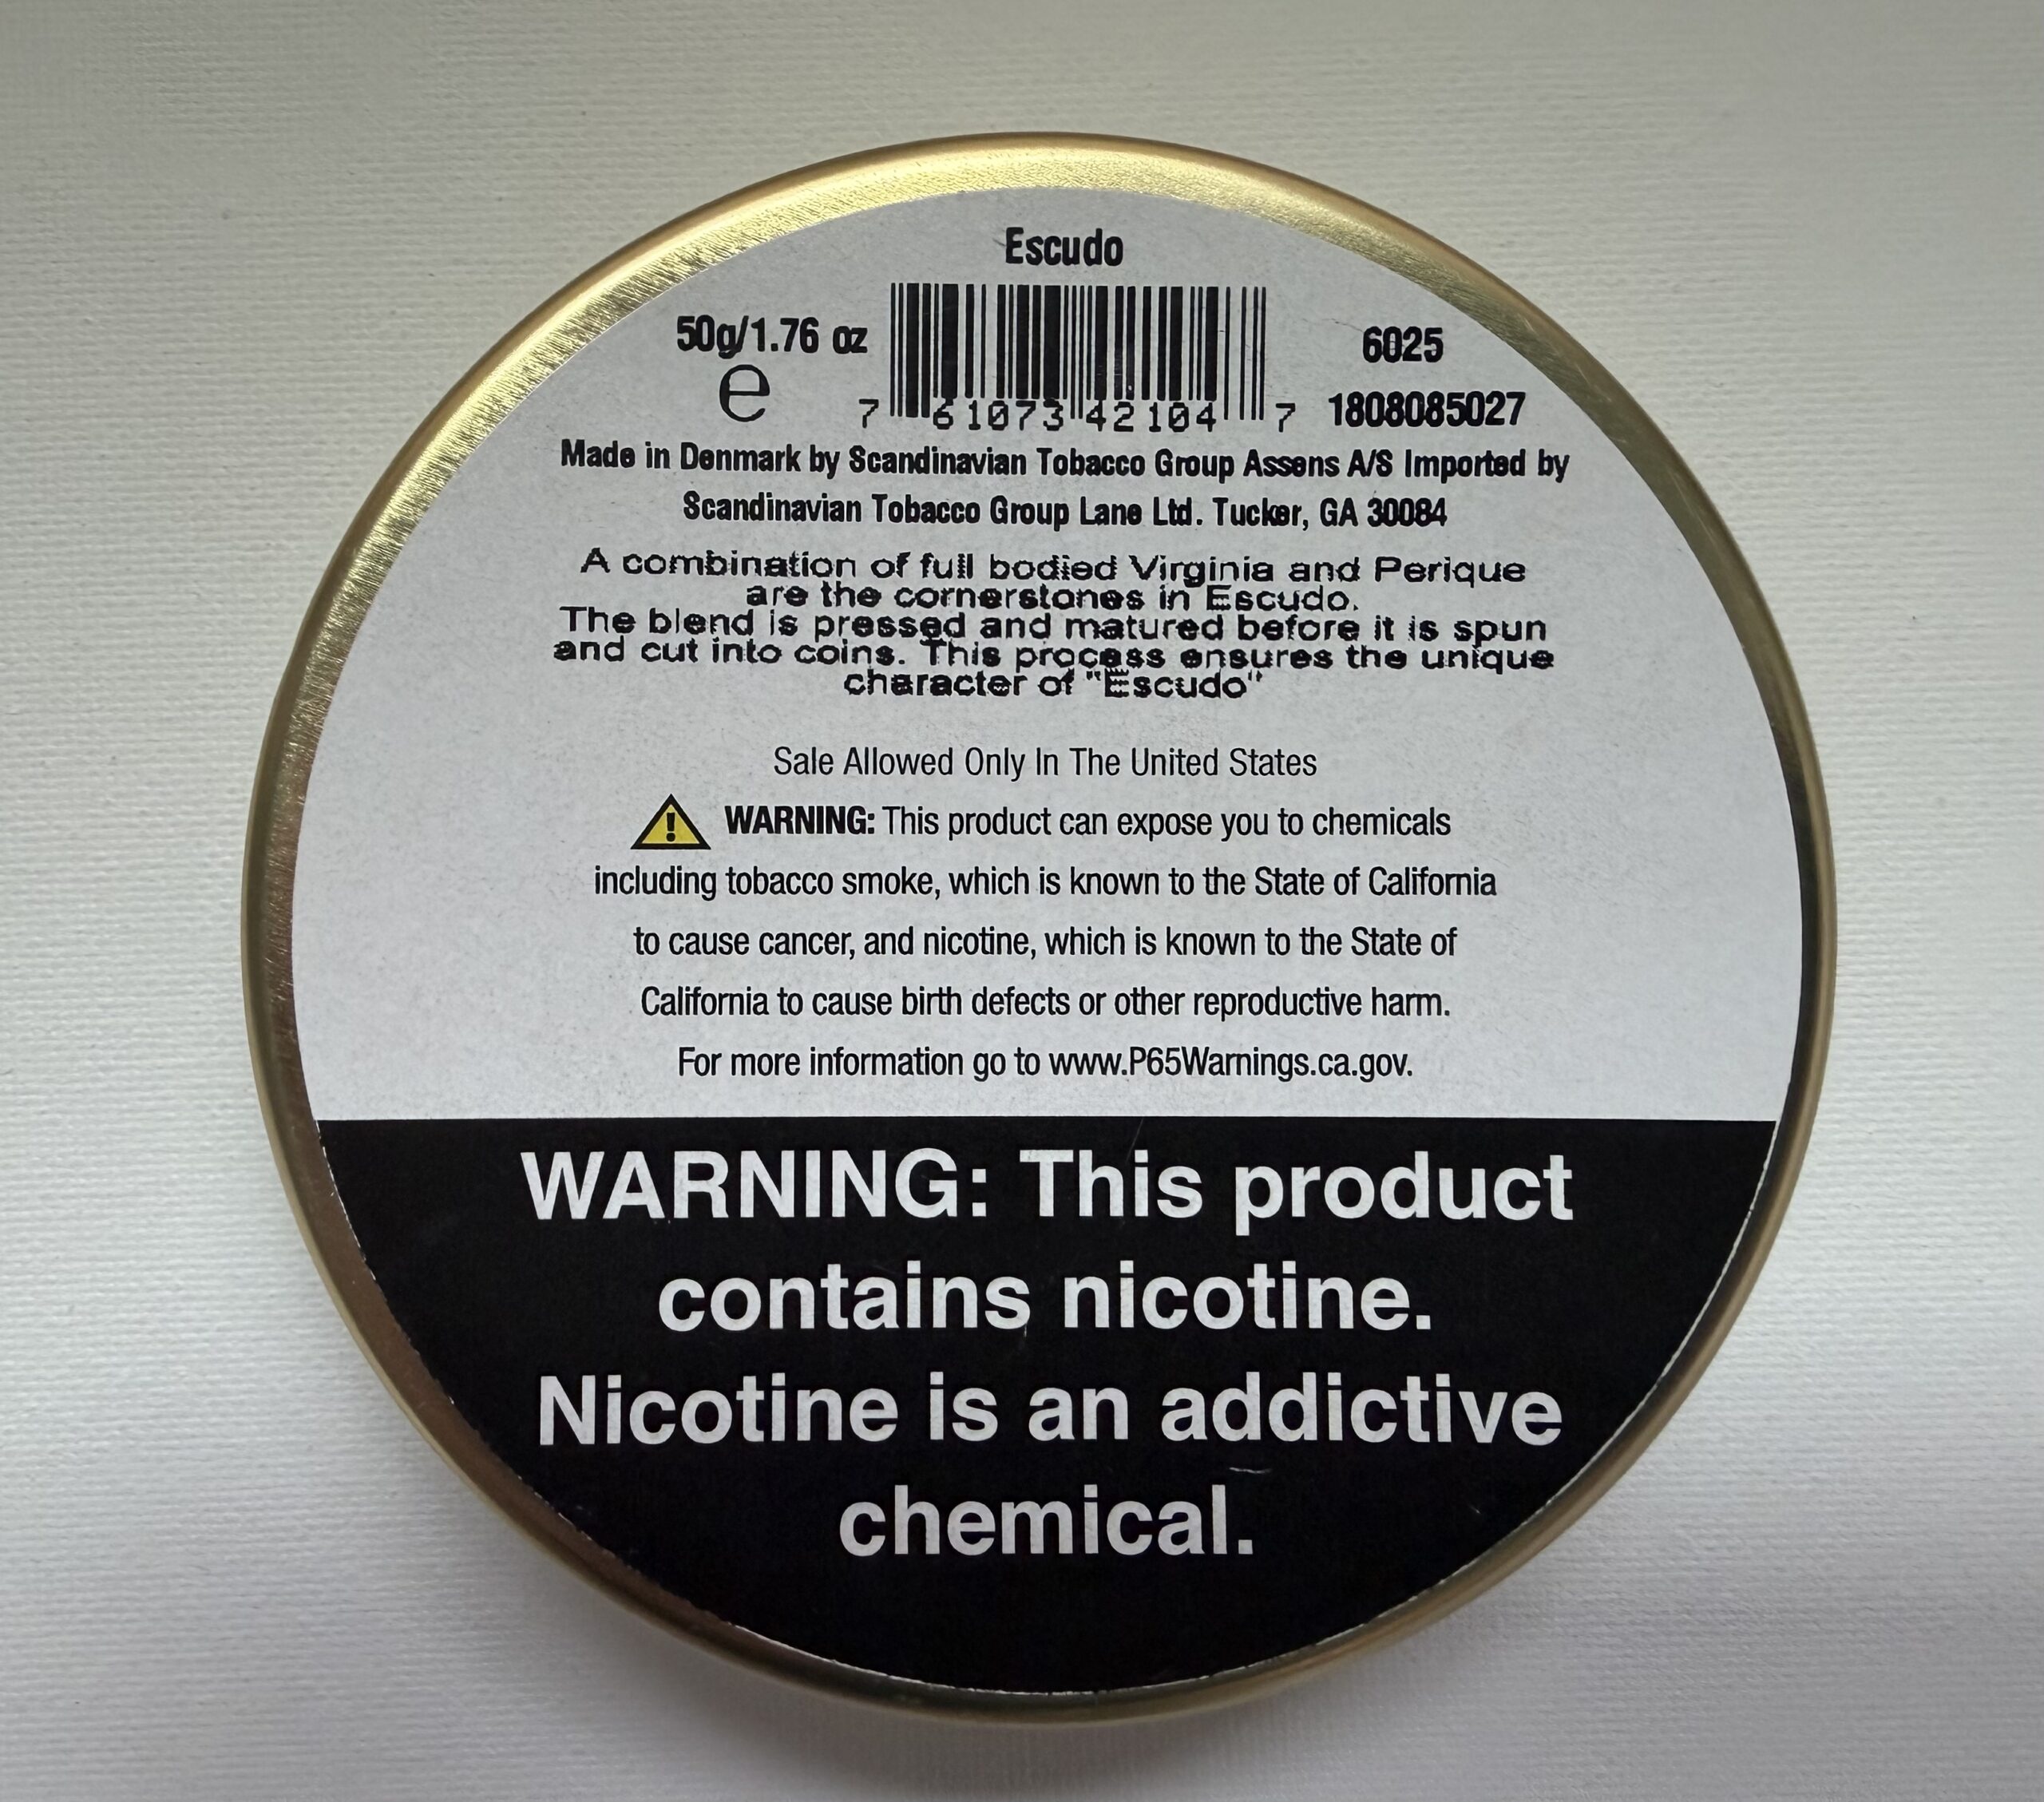 Escudo
50g/1.76 oz
e
7 61073 42104 7
6025
1808085027
Made in Denmark by Scandinavian Tobacco Group Assens A/S Imported by
Scandinavian Tobacco Group Lane Ltd. Tucker, GA 30084
A combination of full bodied Virginia and Perique
are the cornerstones in Escudo.
The blend is pressed and matured before it is spun
and cut into coins. This process ensures the unique
character of "Escudo"
Sale Allowed Only In The United States
WARNING: This product can expose you to chemicals
including tobacco smoke, which is known to the State of California
to cause cancer, and nicotine, which is known to the State of
California to cause birth defects or other reproductive harm.
For more information go to www.P65Warnings.ca.gov.
WARNING: This product
contains nicotine.
Nicotine is an addictive
chemical.